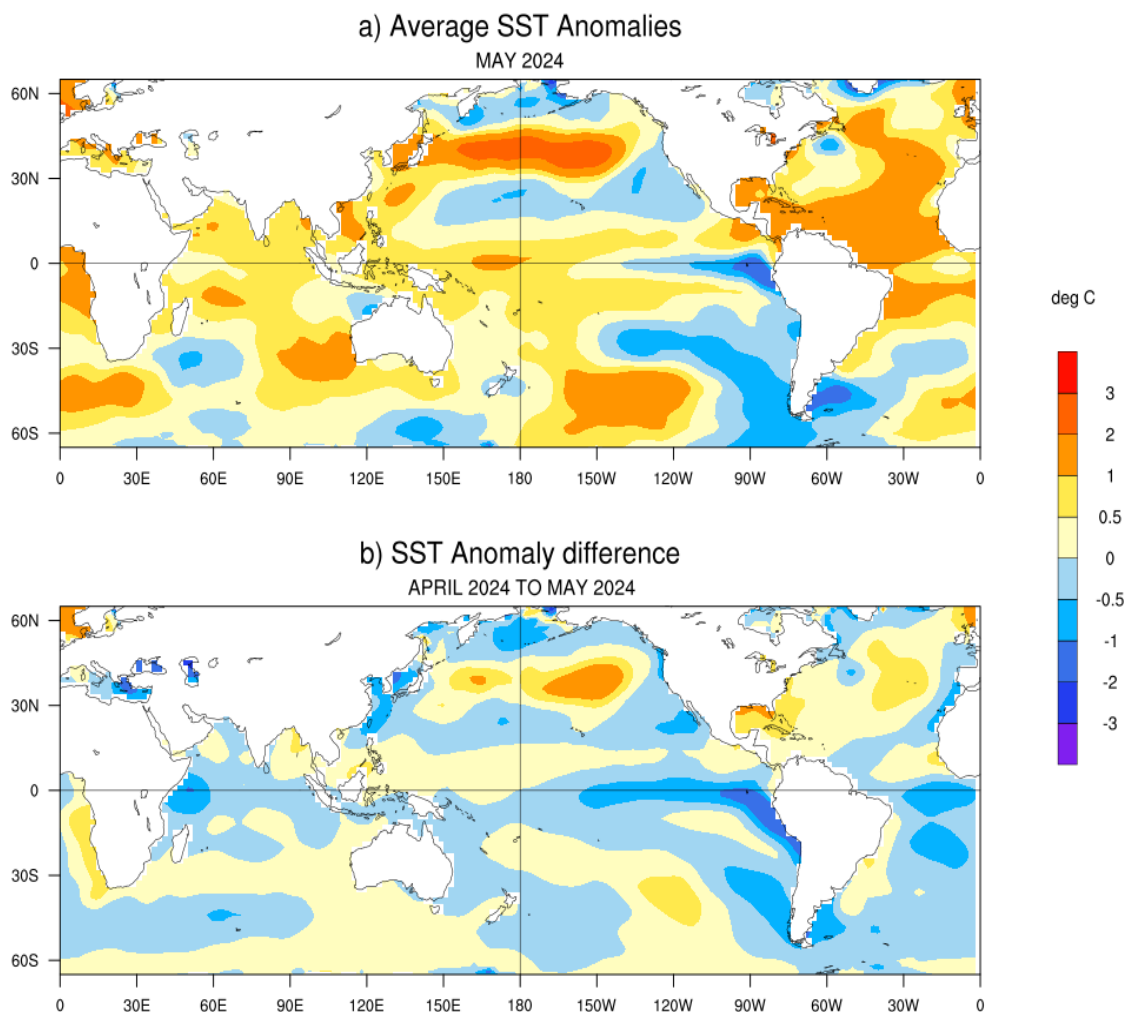 a) Average SST Anomalies
MAY 2024
60N
30N
0
30S
60S
0 30E 60E 90E 120E 150E 180 150W 120W 90W 60W 30W 0
b) SST Anomaly difference
APRIL 2024 TO MAY 2024
60N
30N
0
30S
60S
0 30E 60E 90E 120E 150E 180 150W 120W 90W 60W 30W 0
deg C
3
2
1
0.5
0
-0.5
-1
-2
-3